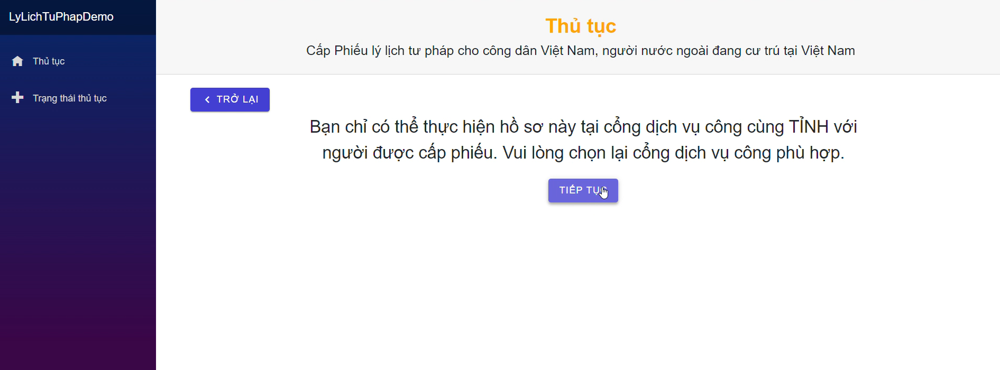 LyLichTuPhapDemo
Thủ tục
Trạng thái thủ tục
Thủ tục
Cấp Phiếu lý lịch tư pháp cho công dân Việt Nam, người nước ngoài đang cư trú tại Việt Nam
TRỞ LẠI
Bạn chỉ có thể thực hiện hồ sơ này tại cổng dịch vụ công cùng TỈNH với
người được cấp phiếu. Vui lòng chọn lại cổng dịch vụ công phù hợp.
TIẾP TỤC